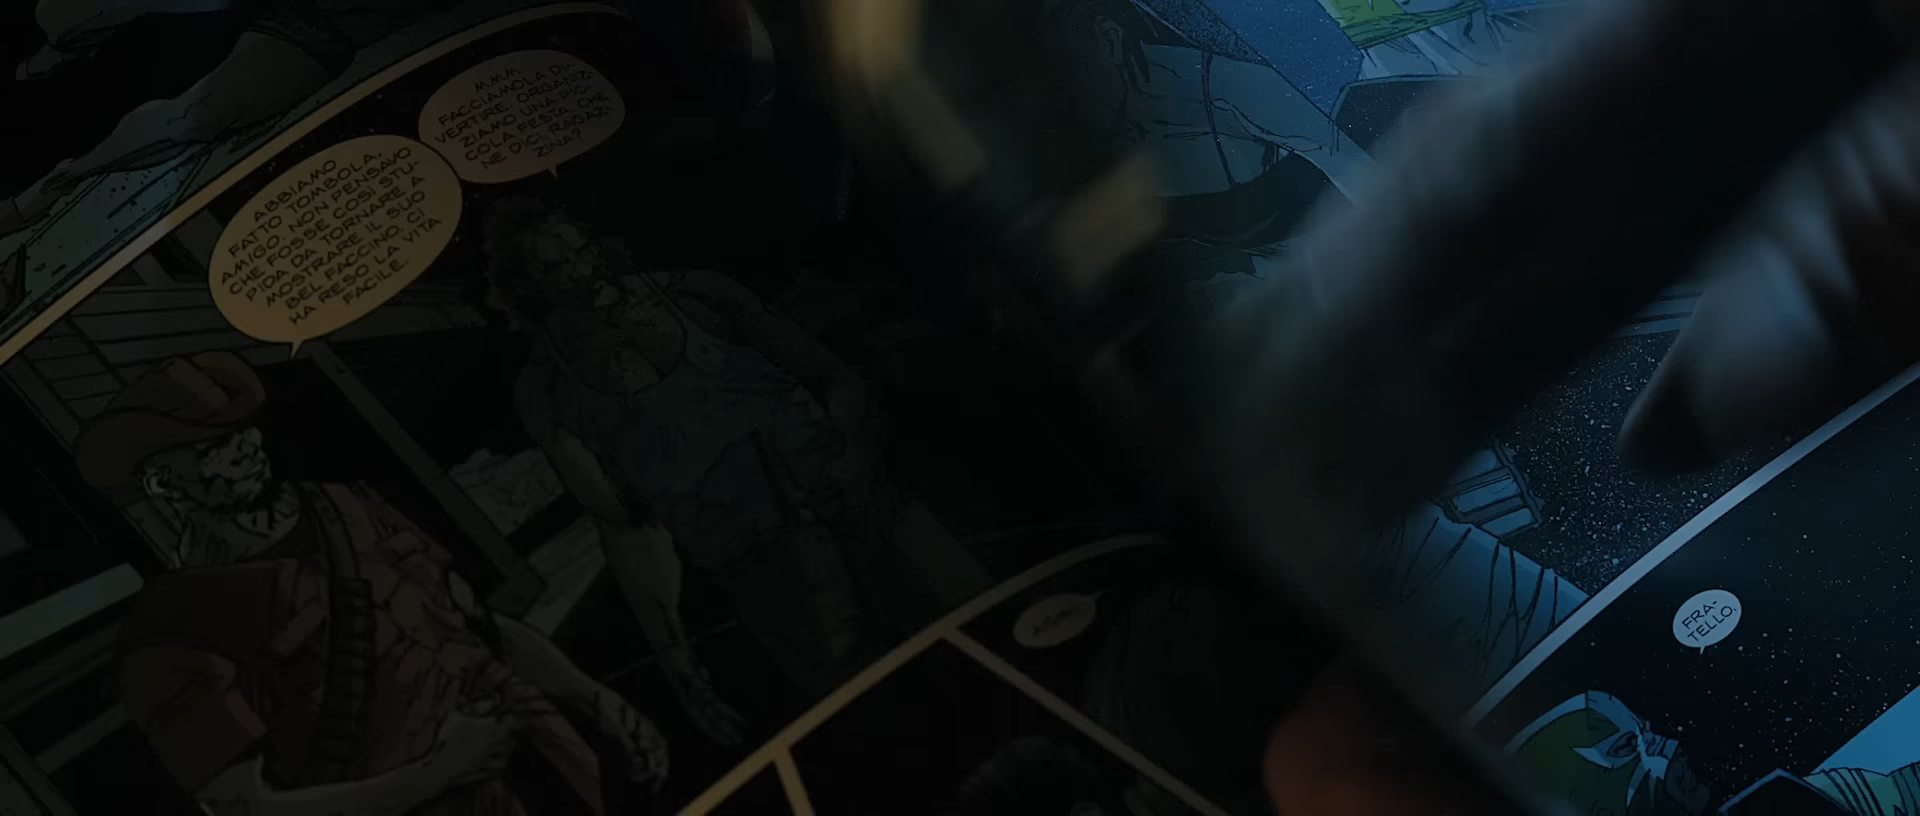 ABBIAMO
FATTO TOMBOLA,
AMIGO. NON PENSAVO
CHE FOSSE COSÌ STU-
PIDA DA TORNARE A
MOSTRARE IL SUO
BEL FACCINO. CI
HA RESO LA VITA
FACILE.
MMM.
FACCIAMOLA DI-
VERTIRE. ORGANIZ-
ZIAMO UNA PIC-
COLA FESTA. CHE
NE DICI RAGAZ-
ZINA?
FRA-
TELLO.